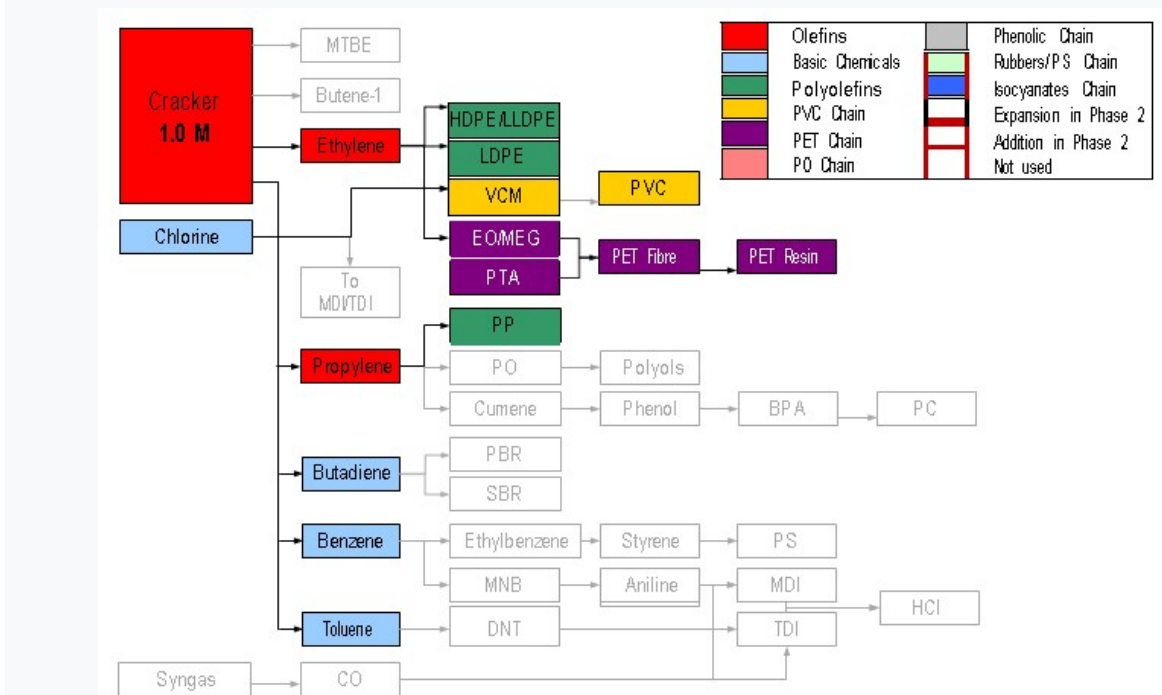 MTBE
Cracker
1.0 M
Butene-1
Ethylene
HDPE/LLDPE
LDPE
VCM
PVC
Chlorine
EO/MEG
PTA
PET Fibre
PET Resin
To
MDI/TDI
PP
Propylene
PO
Polyols
Cumene
Phenol
BPA
PC
Butadiene
PBR
SBR
Benzene
Ethylbenzene
Styrene
PS
MNB
Aniline
MDI
HCl
Toluene
DNT
TDI
Syngas
CO
Olefins
Basic Chemicals
Polyolefins
PVC Chain
PET Chain
PO Chain
Phenolic Chain
Rubbers/PS Chain
Isocyanates Chain
Expansion in Phase 2
Addition in Phase 2
Not used